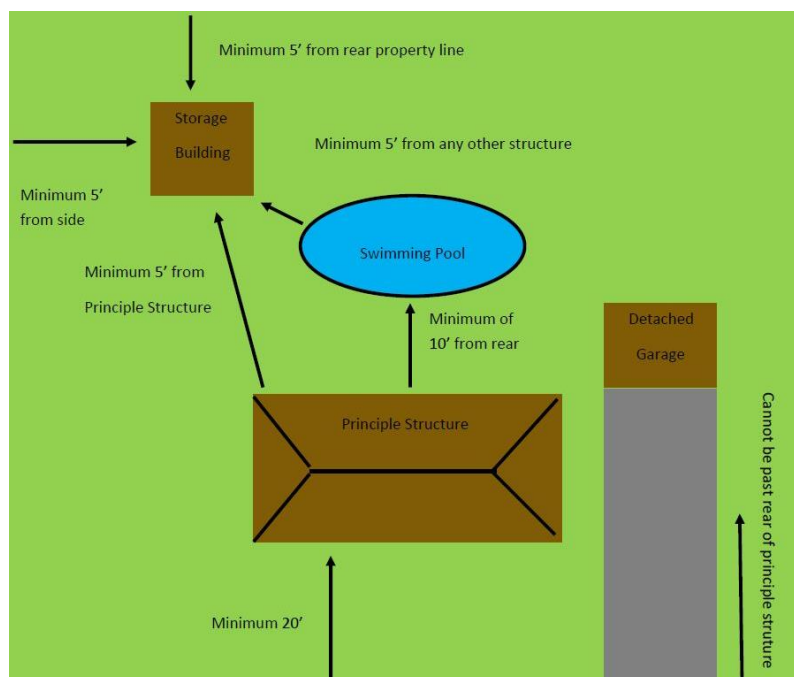 Minimum 5’ from rear property line
Storage
Building
Minimum 5’ from any other structure
Minimum 5’
from side
Swimming Pool
Minimum 5’ from
Principle Structure
Minimum of
10’ from rear
Detached
Garage
Principle Structure
Cannot be past rear of principle struture
Minimum 20’